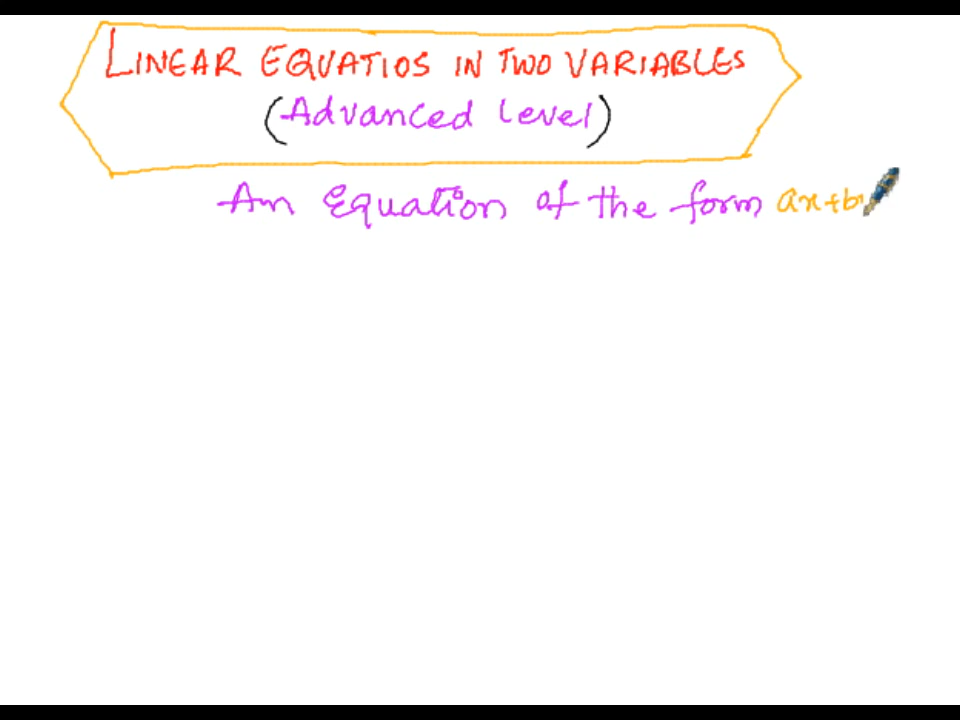 LINEAR EQUATIOS IN TWO VARIABLES
(Advanced Level)
An Equation of the form ax+b